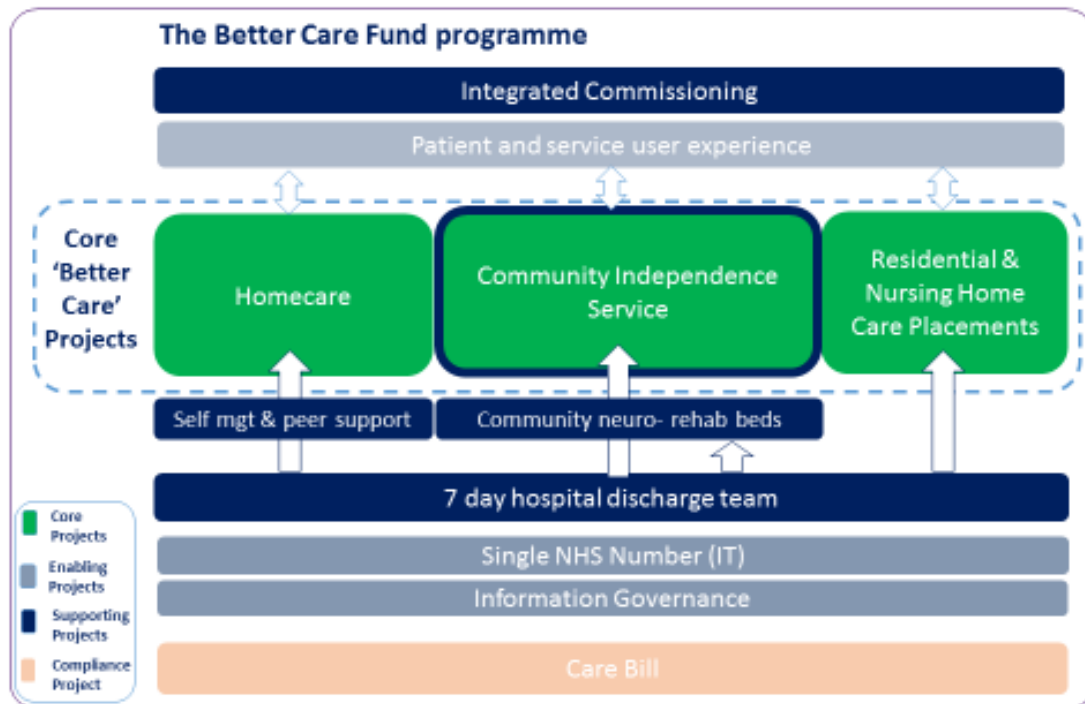 The Better Care Fund programme
Integrated Commissioning
Patient and service user experience
Core
‘Better
Care’
Projects
Homecare
Community Independence
Service
Residential &
Nursing Home
Care Placements
Self mgt & peer support
Community neuro- rehab beds
7 day hospital discharge team
Single NHS Number (IT)
Information Governance
Care Bill
Core
Projects
Enabling
Projects
Supporting
Projects
Compliance
Project